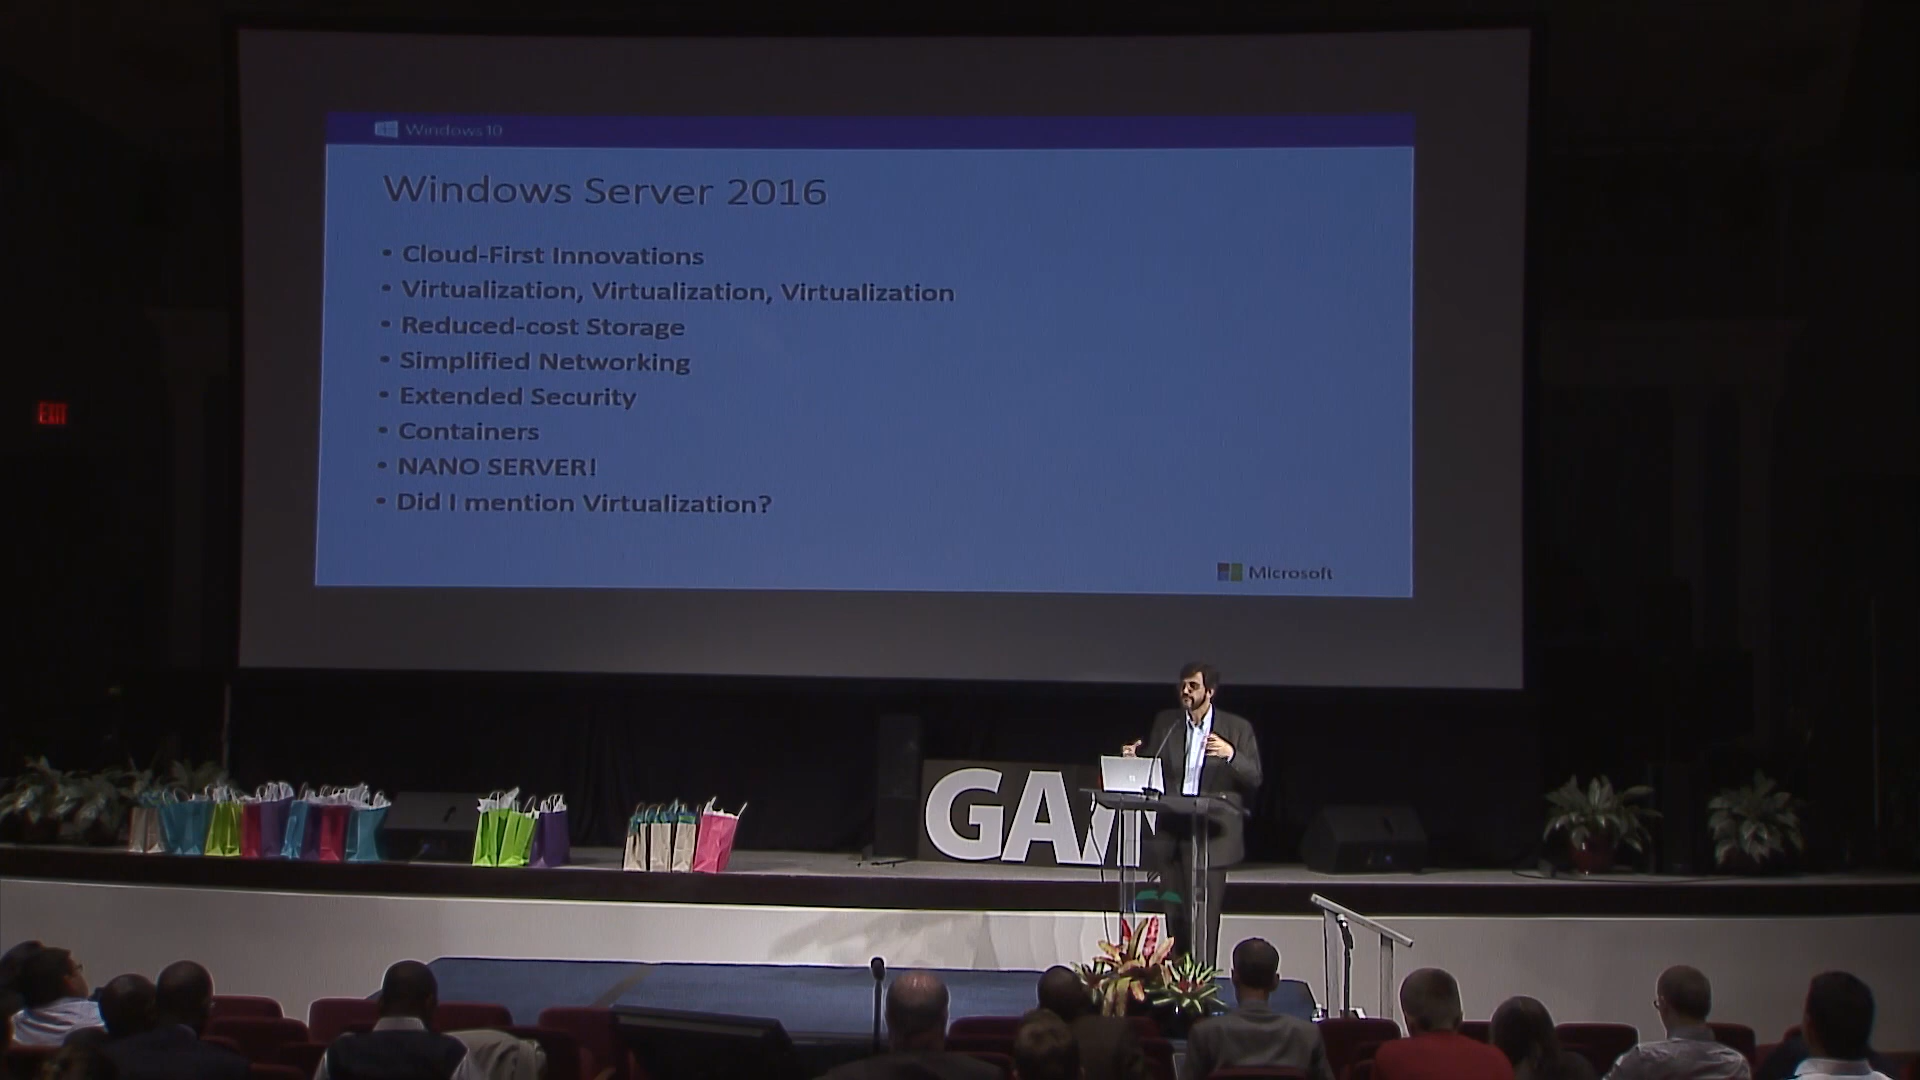 Windows 10
Windows Server 2016
• Cloud-First Innovations
• Virtualization, Virtualization, Virtualization
• Reduced-cost Storage
• Simplified Networking
• Extended Security
• Containers
• NANO SERVER!
• Did I mention Virtualization?
Microsoft
EXIT